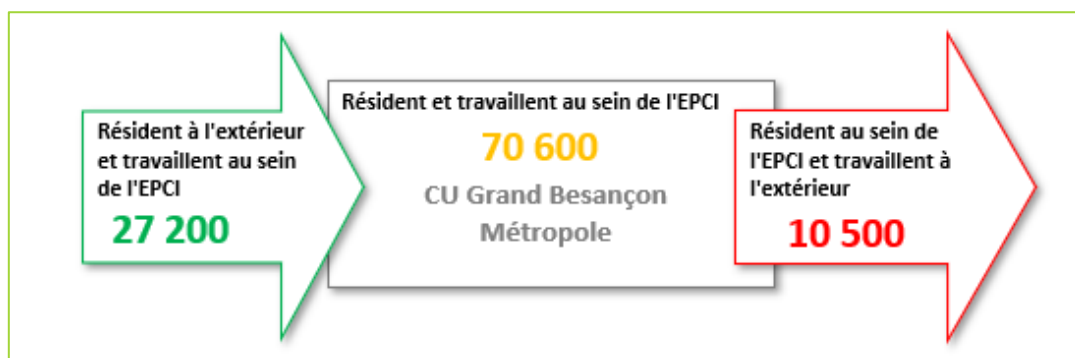 Résident à l'extérieur
et travaillent au sein
de l'EPCI
27 200
Résident et travaillent au sein de l'EPCI
70 600
CU Grand Besançon
Métropole
Résident au sein de
l'EPCI et travaillent à
l'extérieur
10 500